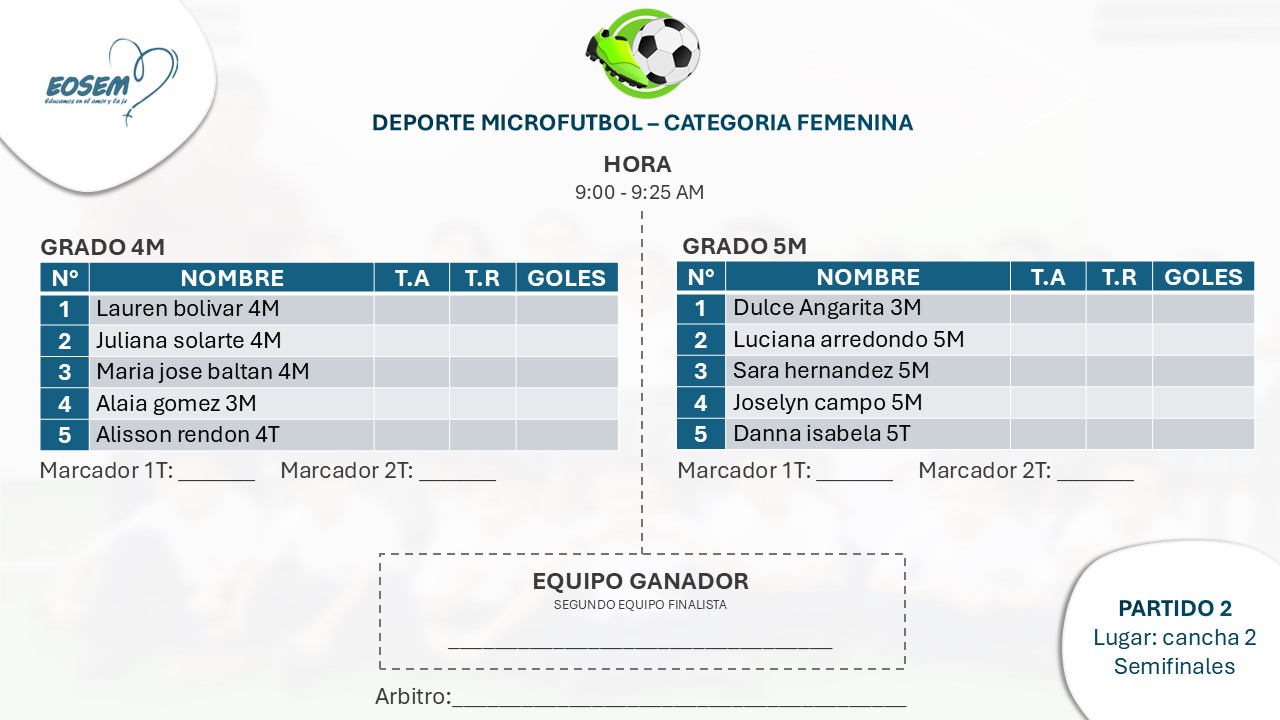 EOSEM
Educamos en el amor y la fe
DEPORTE MICROFUTBOL – CATEGORIA FEMENINA
HORA
9:00 - 9:25 AM
GRADO 4M
N° NOMBRE T.A T.R GOLES
1 Lauren bolivar 4M
2 Juliana solarte 4M
3 Maria jose baltan 4M
4 Alaia gomez 3M
5 Alisson rendon 4T
Marcador 1T: ______ Marcador 2T: ______
GRADO 5M
N° NOMBRE T.A T.R GOLES
1 Dulce Angarita 3M
2 Luciana arredondo 5M
3 Sara hernandez 5M
4 Joselyn campo 5M
5 Danna isabela 5T
Marcador 1T: ______ Marcador 2T: ______
EQUIPO GANADOR
SEGUNDO EQUIPO FINALISTA
______________________________
Arbitro:____________________________________
PARTIDO 2
Lugar: cancha 2
Semifinales